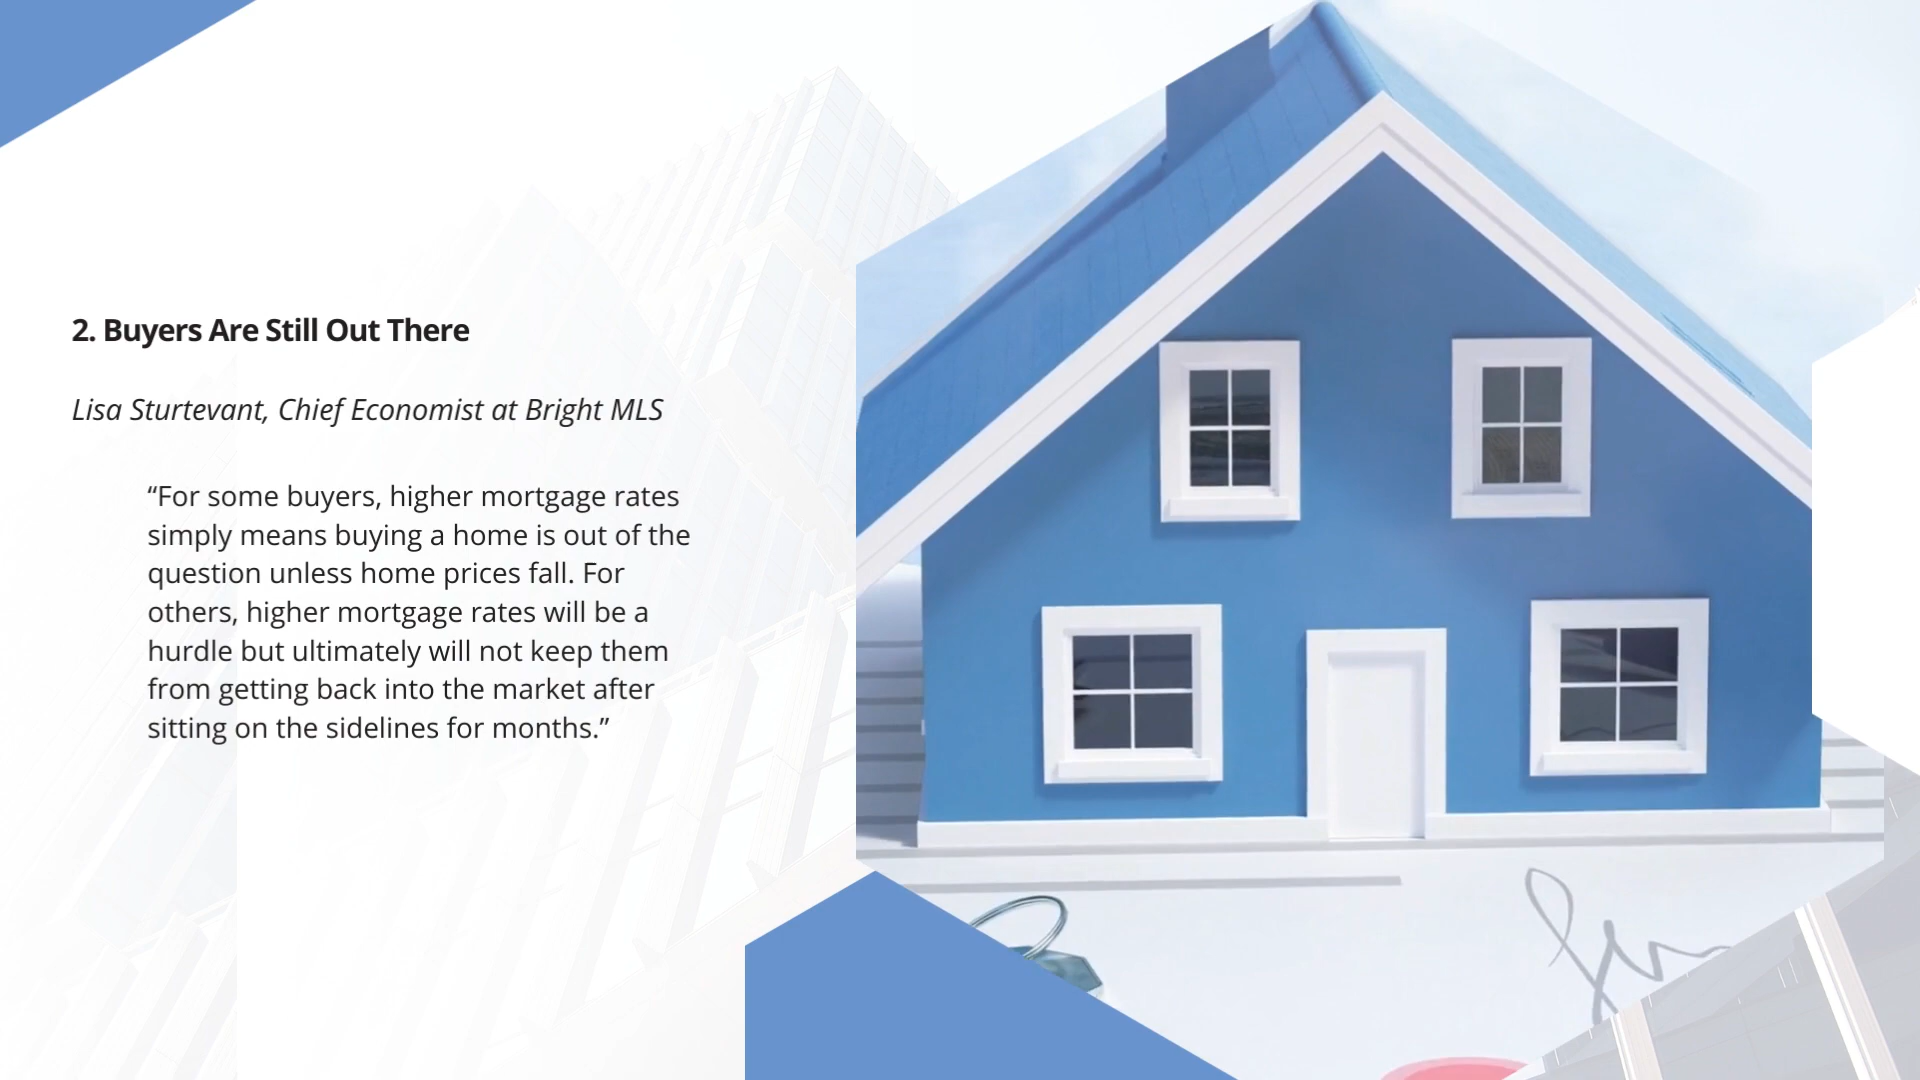 2. Buyers Are Still Out There
Lisa Sturtevant, Chief Economist at Bright MLS
“For some buyers, higher mortgage rates
simply means buying a home is out of the
question unless home prices fall. For
others, higher mortgage rates will be a
hurdle but ultimately will not keep them
from getting back into the market after
sitting on the sidelines for months.”